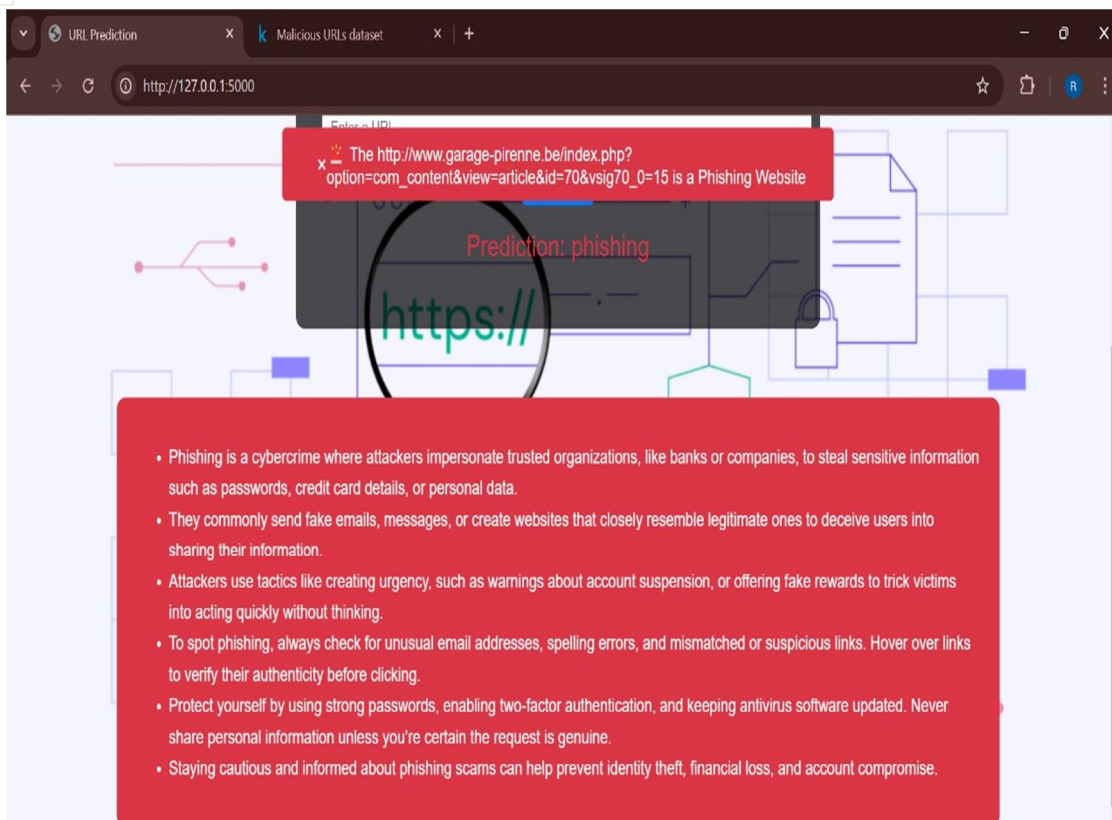 URL Prediction
Malicious URLs dataset
http://127.0.0.1:5000
R
Enter a URL
× The http://www.garage-pirenne.be/index.php?
option=com_content&view=article&id=70&vsig70_0=15 is a Phishing Website
Prediction: phishing
https://
• Phishing is a cybercrime where attackers impersonate trusted organizations, like banks or companies, to steal sensitive information
such as passwords, credit card details, or personal data.
• They commonly send fake emails, messages, or create websites that closely resemble legitimate ones to deceive users into
sharing their information.
• Attackers use tactics like creating urgency, such as warnings about account suspension, or offering fake rewards to trick victims
into acting quickly without thinking.
• To spot phishing, always check for unusual email addresses, spelling errors, and mismatched or suspicious links. Hover over links
to verify their authenticity before clicking.
• Protect yourself by using strong passwords, enabling two-factor authentication, and keeping antivirus software updated. Never
share personal information unless you're certain the request is genuine.
• Staying cautious and informed about phishing scams can help prevent identity theft, financial loss, and account compromise.